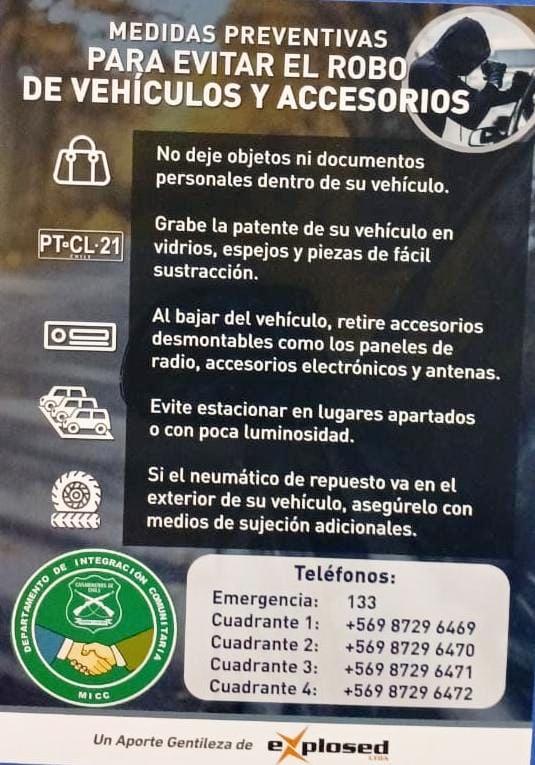 MEDIDAS PREVENTIVAS
PARA EVITAR EL ROBO
DE VEHÍCULOS Y ACCESORIOS
No deje objetos ni documentos
personales dentro de su vehículo.
PT·CL·21
CHILE
Grabe la patente de su vehículo en
vidrios, espejos y piezas de fácil
sustracción.
Al bajar del vehículo, retire accesorios
desmontables como los paneles de
radio, accesorios electrónicos y antenas.
Evite estacionar en lugares apartados
o con poca luminosidad.
Si el neumático de repuesto va en el
exterior de su vehículo, asegúrelo con
medios de sujeción adicionales.
DEPARTAMENTO DE INTEGRACIÓN COMUNITARIA
CARABINEROS DE
CHILE
MICC
Teléfonos:
Emergencia: 133
Cuadrante 1: +569 8729 6469
Cuadrante 2: +569 8729 6470
Cuadrante 3: +569 8729 6471
Cuadrante 4: +569 8729 6472
Un Aporte Gentileza de explosed
LTDA